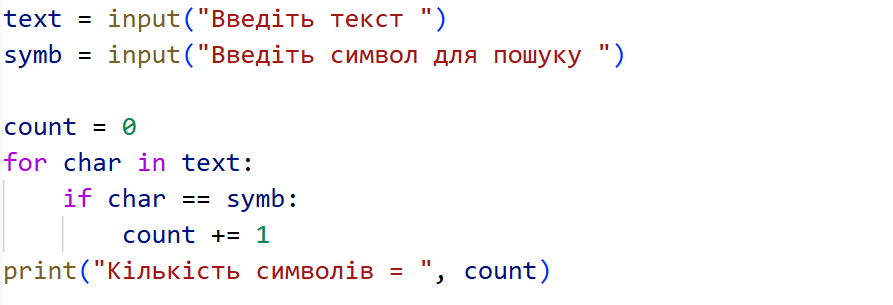 text = input("Введіть текст ")
symb = input("Введіть символ для пошуку ")

count = 0
for char in text:
    if char == symb:
        count += 1
print("Кількість символів = ", count)